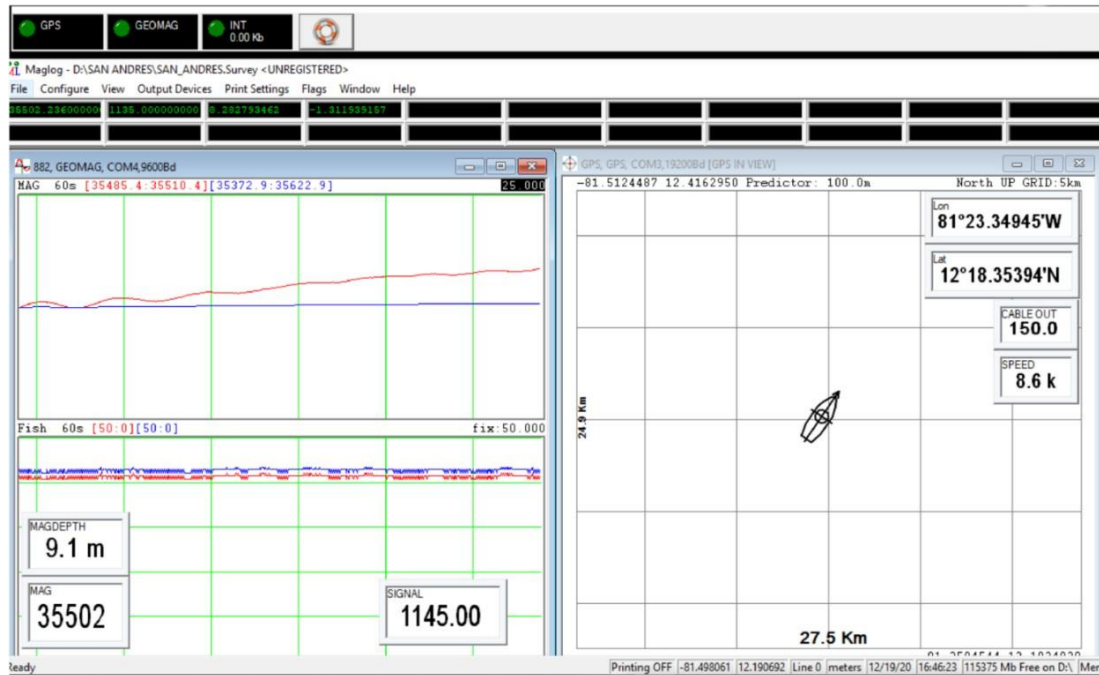 GPS
GEOMAG
INT
0.00 Kb
Maglog - D:\SAN ANDRES\SAN_ANDRES.Survey <UNREGISTERED>
File Configure View Output Devices Print Settings Flags Window Help
35502.236000000 1135.000000000 8.282793462 -1.311939157
882, GEOMAG, COM4,9600Bd
MAG 60s [35485.4:35510.4][35372.9:35622.9] 25.000
Fish 60s [50:0][50:0] fix:50.000
MAGDEPTH
9.1 m
MAG
35502
SIGNAL
1145.00
GPS, GPS, COM3,19200Bd [GPS IN VIEW]
-81.5124487 12.4162950 Predictor: 100.0m North UP GRID:5km
Lon
81°23.34945'W
Lat
12°18.35394'N
CABLE OUT
150.0
SPEED
8.6 k
24.9 Km
27.5 Km
Ready Printing OFF -81.498061 12.190692 Line 0 meters 12/19/20 16:46:23 115375 Mb Free on D:\ Mer